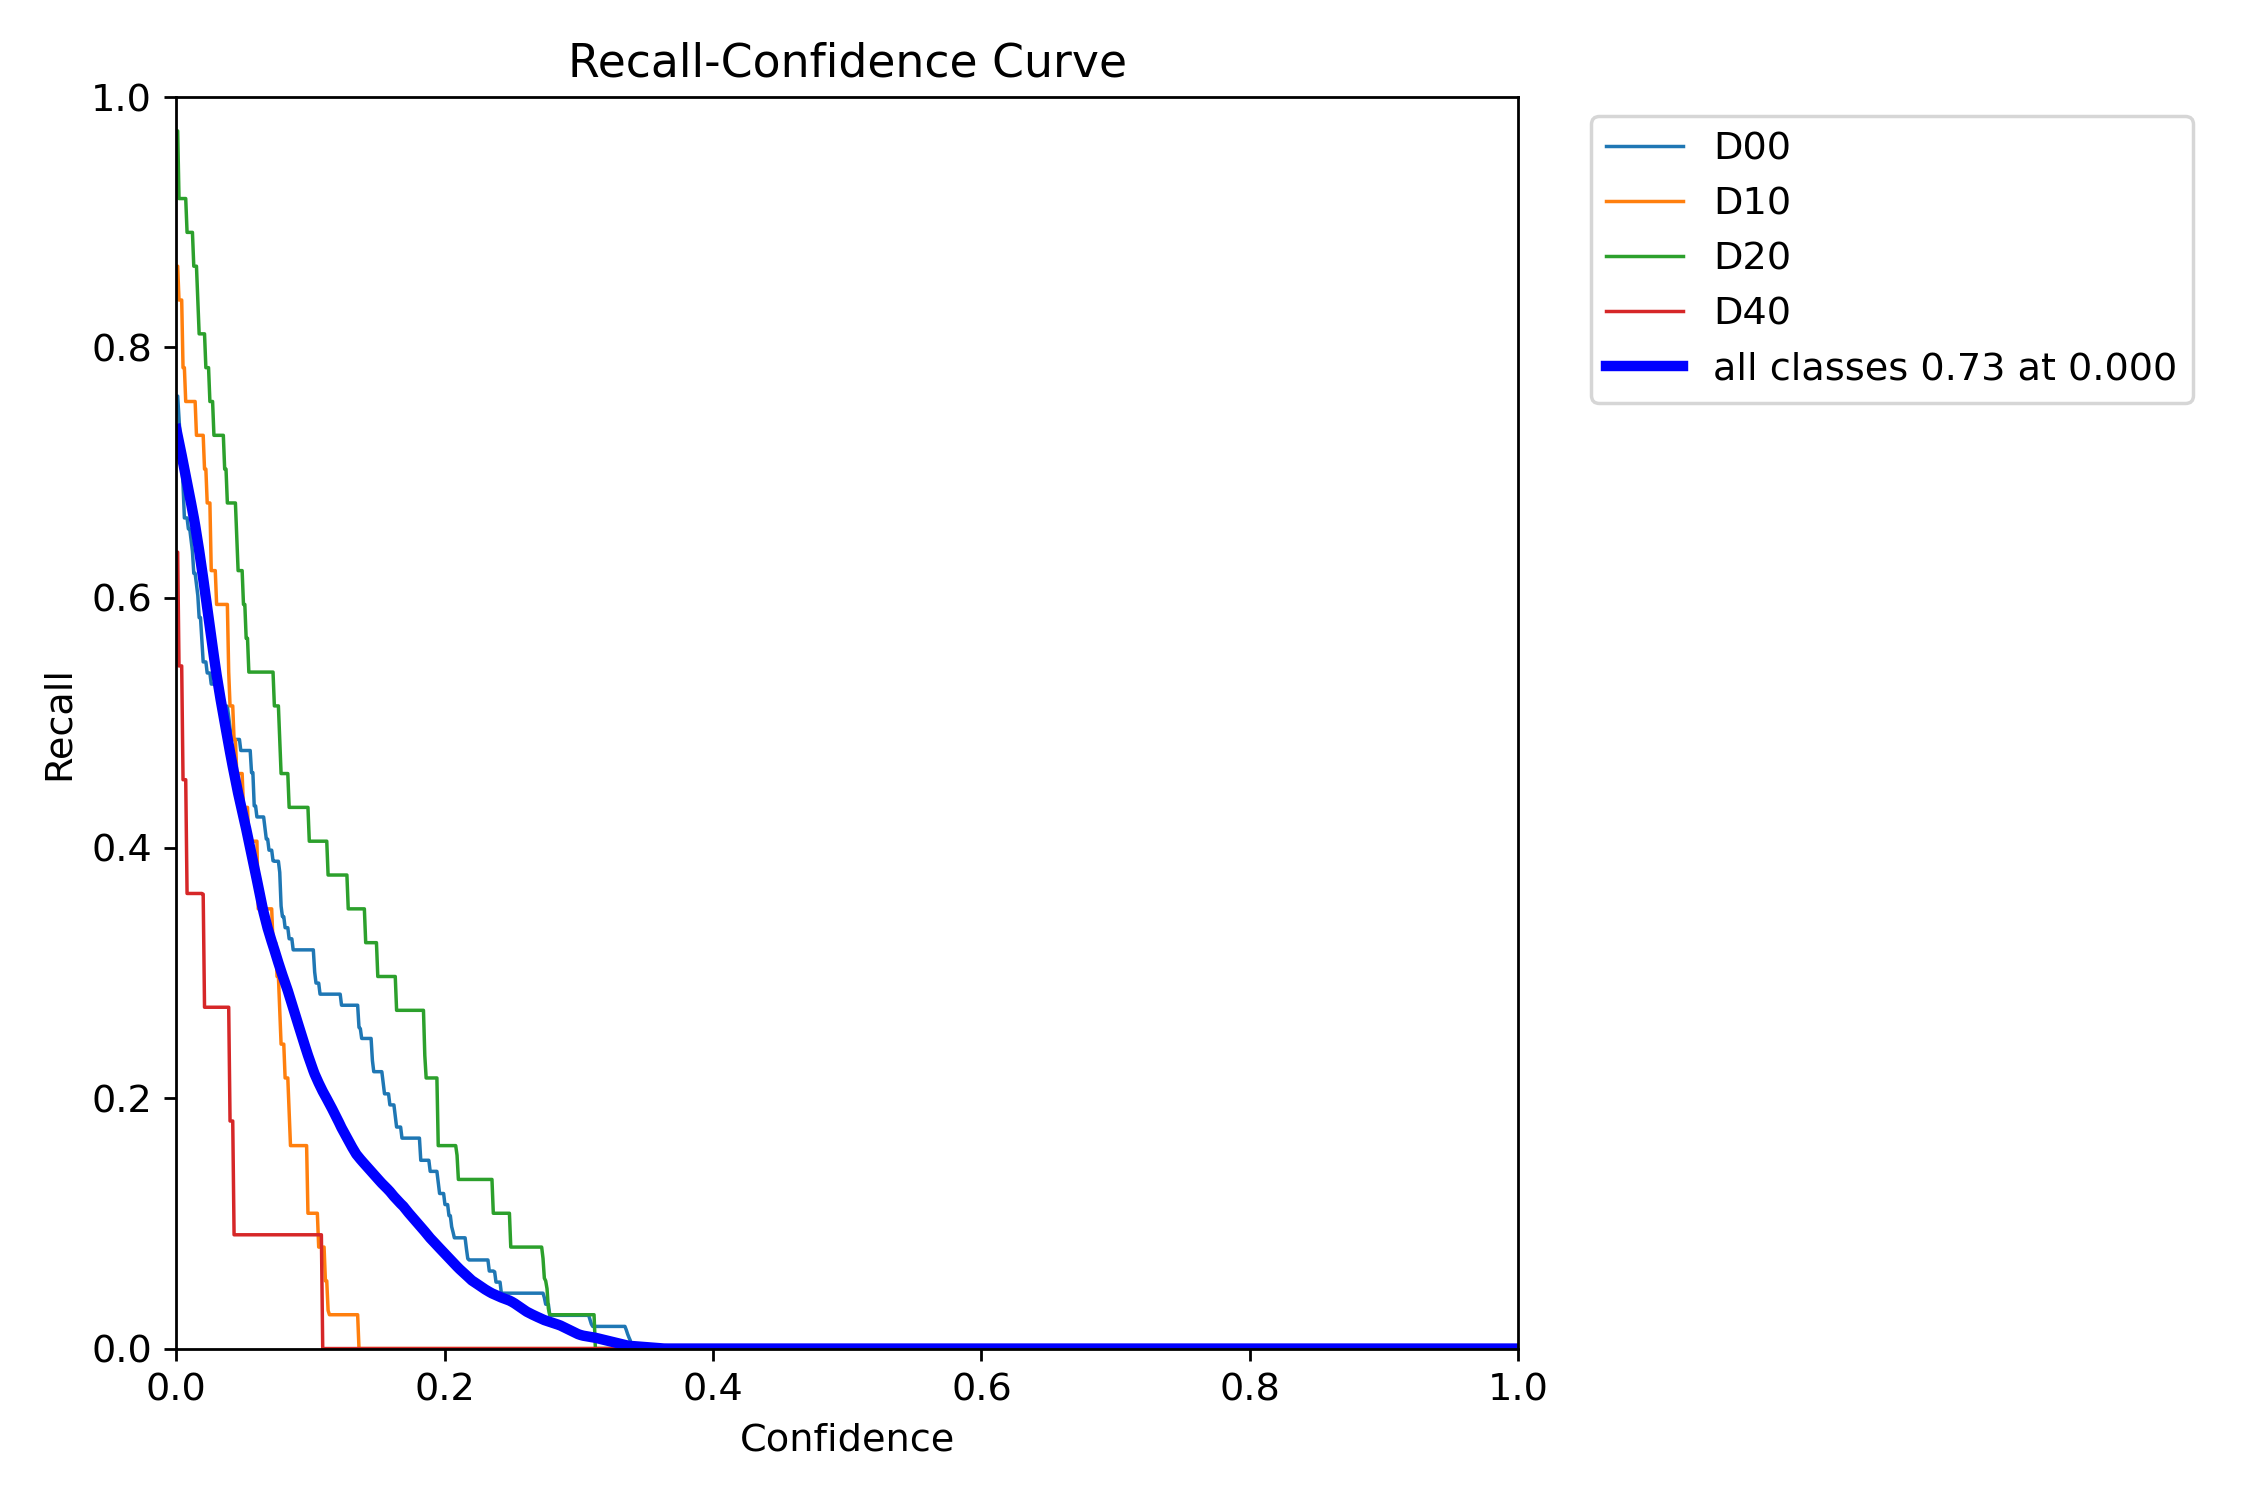 Recall-Confidence Curve
1.0
0.8
0.6
0.4
0.2
0.0
Recall
0.0 0.2 0.4 0.6 0.8 1.0
Confidence
D00
D10
D20
D40
all classes 0.73 at 0.000